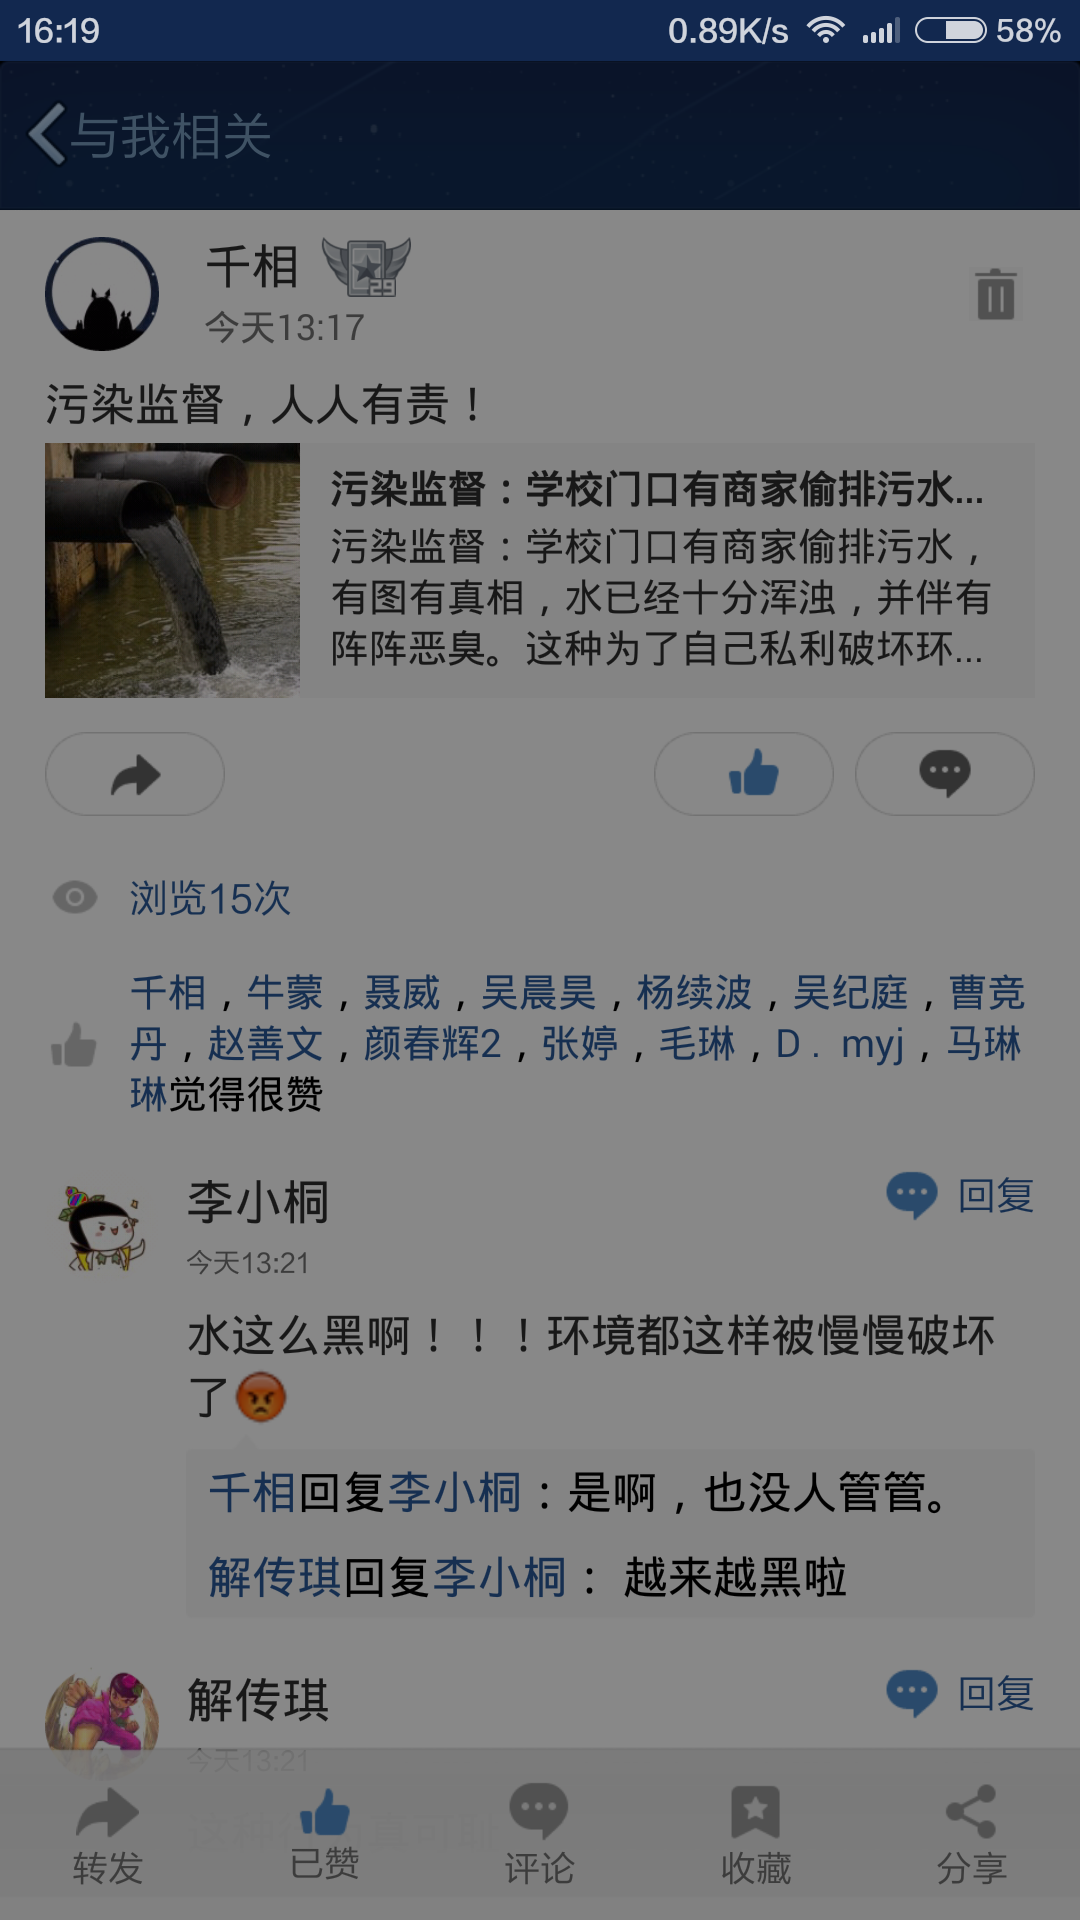 16:19
0.89K/s
58%
与我相关
千相
29
今天13:17
污染监督，人人有责！
污染监督：学校门口有商家偷排污水...
污染监督：学校门口有商家偷排污水，
有图有真相，水已经十分浑浊，并伴有
阵阵恶臭。这种为了自己私利破坏环...
浏览15次
千相，牛蒙，聂威，吴晨昊，杨续波，吴纪庭，曹竞
丹，赵善文，颜春辉2，张婷，毛琳，D．myj，马琳
琳觉得很赞
李小桐
回复
今天13:21
水这么黑啊！！！环境都这样被慢慢破坏
了😡
千相回复李小桐：是啊，也没人管管。
解传琪回复李小桐：越来越黑啦
解传琪
回复
今天13:21
转发
已赞
评论
收藏
分享